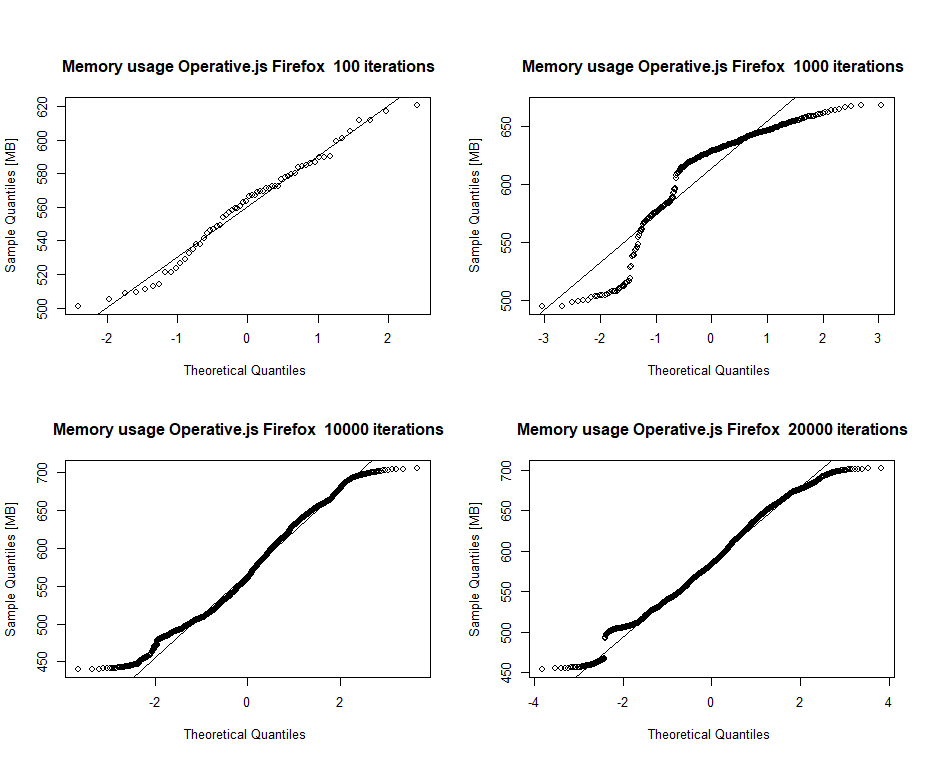 Memory usage Operative.js Firefox  100 iterations
Sample Quantiles [MB]
620
600
580
560
540
520
500
-2 -1 0 1 2
Theoretical Quantiles
Memory usage Operative.js Firefox  1000 iterations
Sample Quantiles [MB]
650
600
550
500
-3 -2 -1 0 1 2 3
Theoretical Quantiles
Memory usage Operative.js Firefox  10000 iterations
Sample Quantiles [MB]
700
650
600
550
500
450
-2 0 2
Theoretical Quantiles
Memory usage Operative.js Firefox  20000 iterations
Sample Quantiles [MB]
700
650
600
550
500
450
-4 -2 0 2 4
Theoretical Quantiles